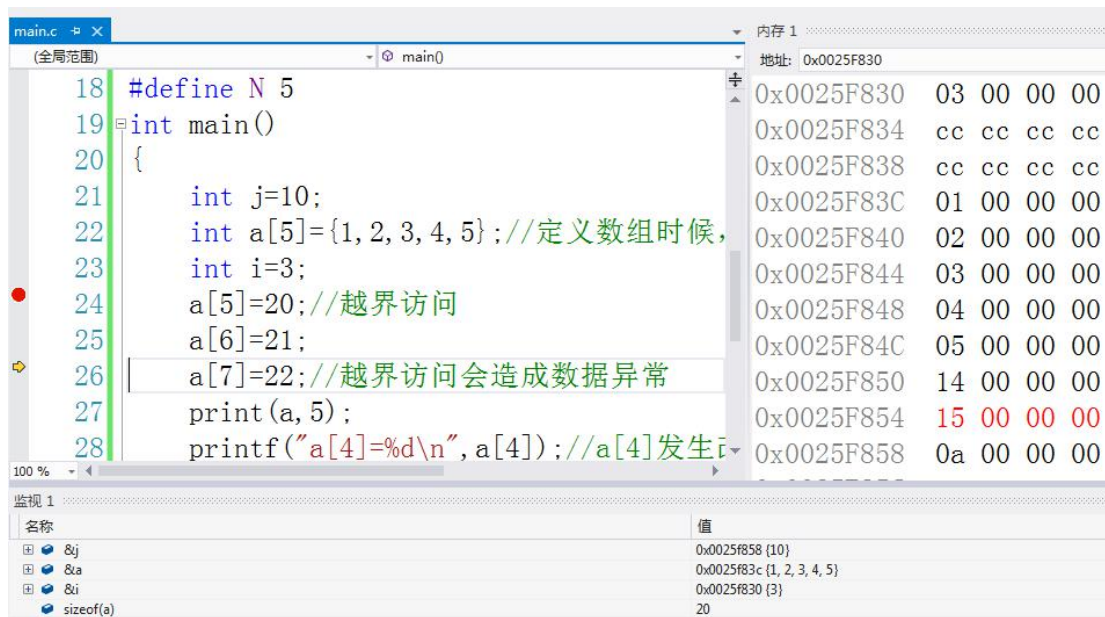 main.c
(全局范围)
main()
18 #define N 5
19 int main()
20 {
21 int j=10;
22 int a[5]={1,2,3,4,5};//定义数组时候,
23 int i=3;
24 a[5]=20;//越界访问
25 a[6]=21;
26 a[7]=22;//越界访问会造成数据异常
27 print(a,5);
28 printf("a[4]=%d\n",a[4]);//a[4]发生
100 %
内存 1
地址: 0x0025F830
0x0025F830 03 00 00 00
0x0025F834 cc cc cc cc
0x0025F838 cc cc cc cc
0x0025F83C 01 00 00 00
0x0025F840 02 00 00 00
0x0025F844 03 00 00 00
0x0025F848 04 00 00 00
0x0025F84C 05 00 00 00
0x0025F850 14 00 00 00
0x0025F854 15 00 00 00
0x0025F858 0a 00 00 00
监视 1
名称 值
&j 0x0025f858 {10}
&a 0x0025f83c {1, 2, 3, 4, 5}
&i 0x0025f830 {3}
sizeof(a) 20